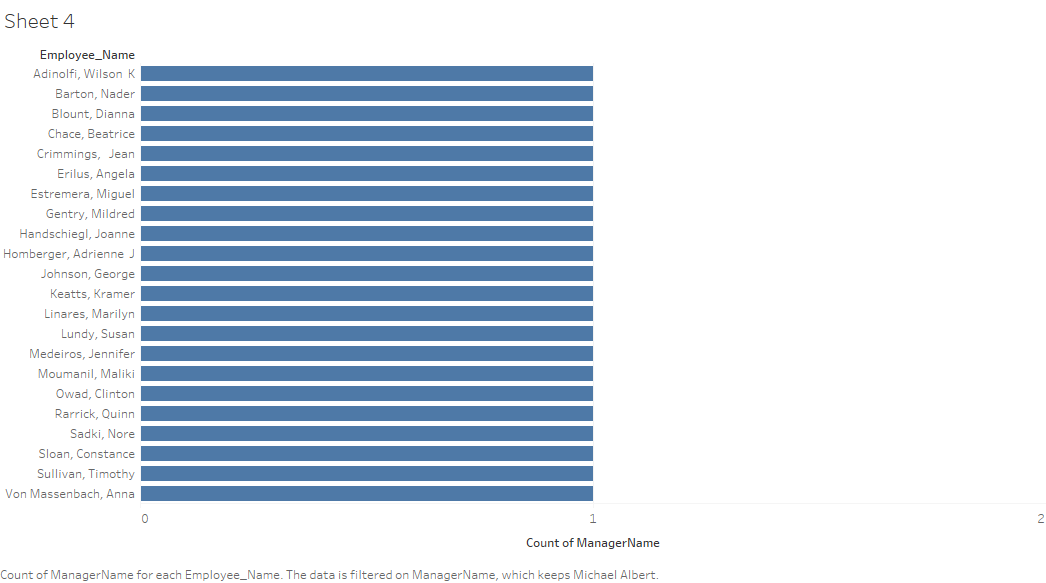 Sheet 4
Employee_Name
Adinolfi, Wilson K
Barton, Nader
Blount, Dianna
Chace, Beatrice
Crimmings, Jean
Erilus, Angela
Estremera, Miguel
Gentry, Mildred
Handschiegl, Joanne
Homberger, Adrienne J
Johnson, George
Keatts, Kramer
Linares, Marilyn
Lundy, Susan
Medeiros, Jennifer
Moumanil, Maliki
Owad, Clinton
Rarrick, Quinn
Sadki, Nore
Sloan, Constance
Sullivan, Timothy
Von Massenbach, Anna
0 1 2
Count of ManagerName
Count of ManagerName for each Employee_Name. The data is filtered on ManagerName, which keeps Michael Albert.